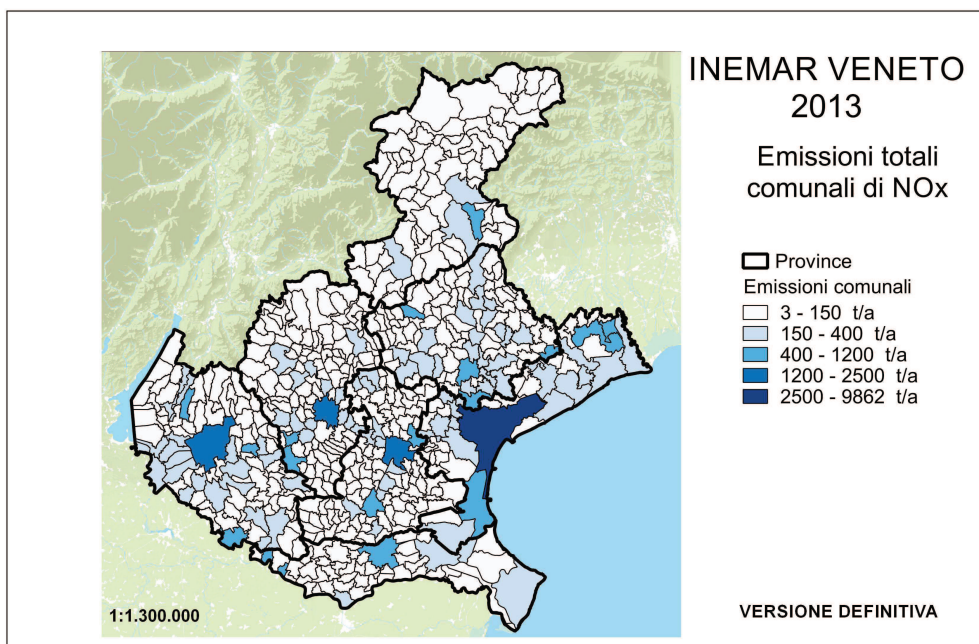 INEMAR VENETO
2013
Emissioni totali
comunali di NOx
Province
Emissioni comunali
3 - 150 t/a
150 - 400 t/a
400 - 1200 t/a
1200 - 2500 t/a
2500 - 9862 t/a
1:1.300.000
VERSIONE DEFINITIVA